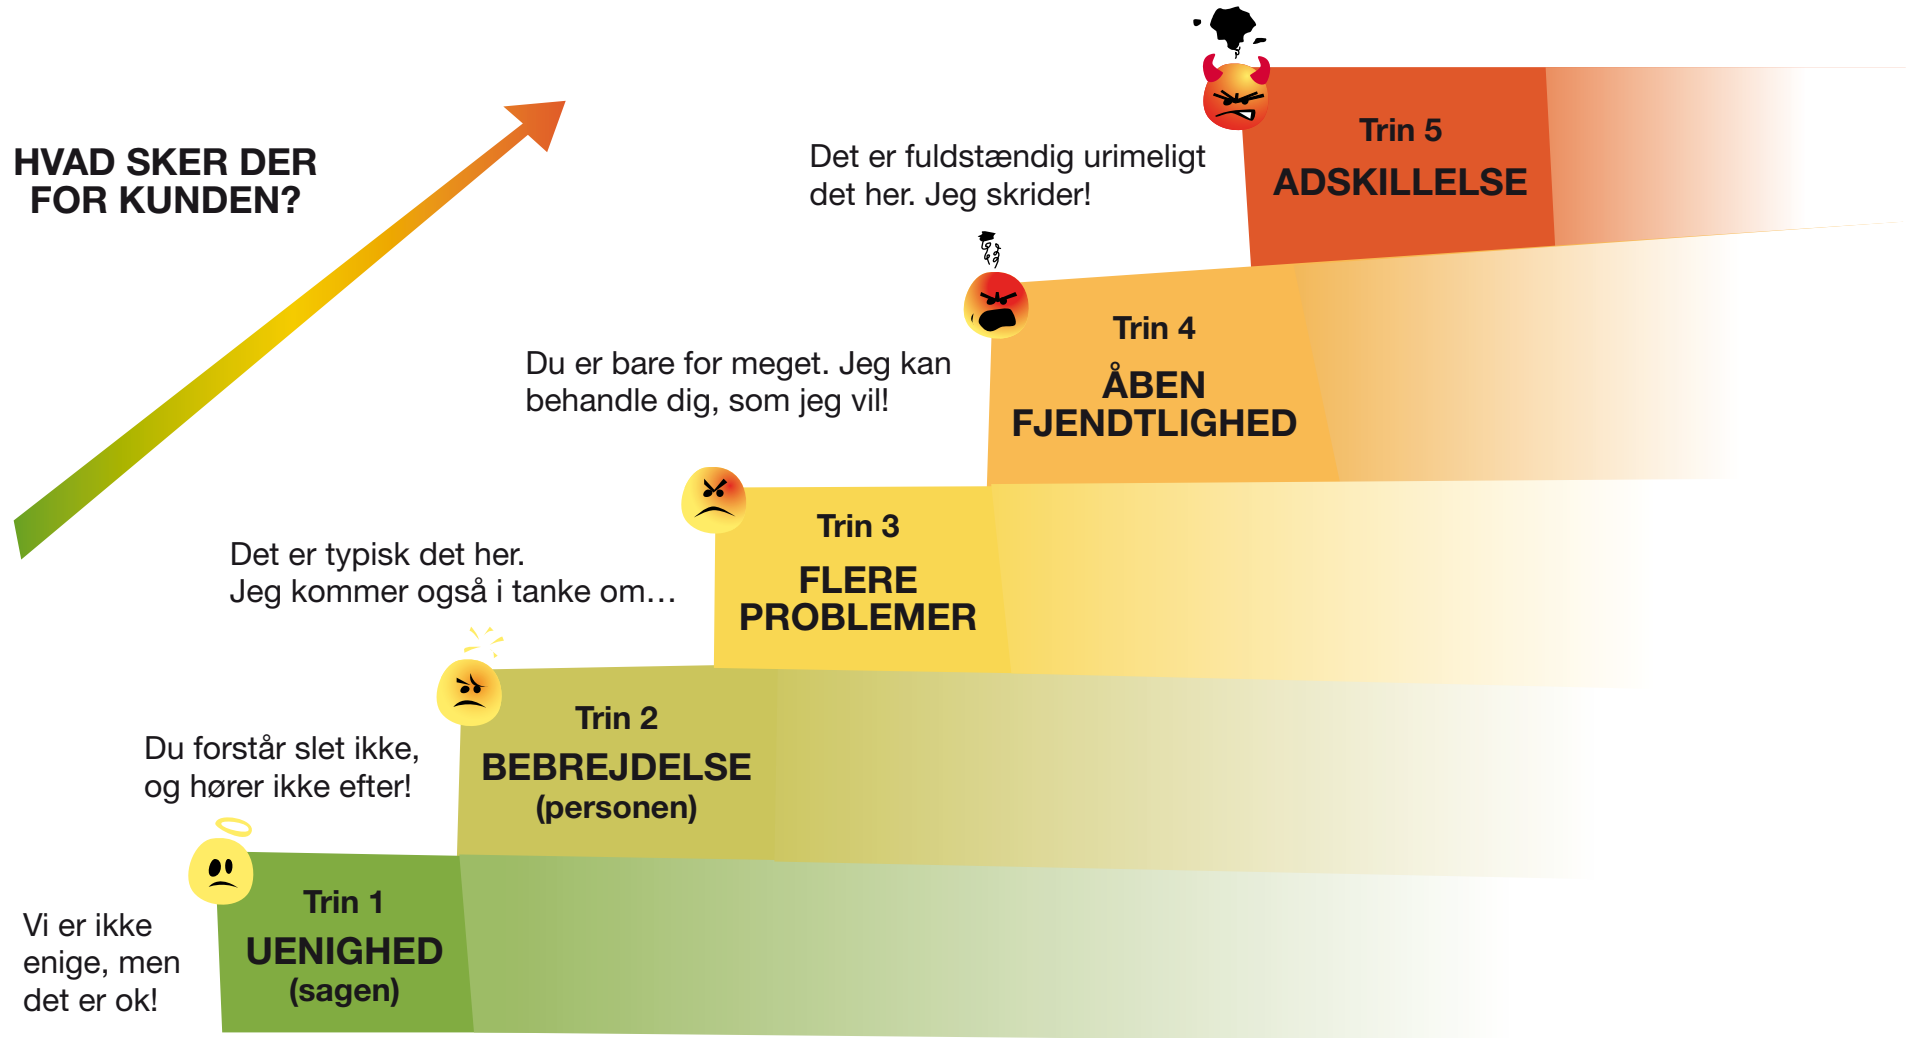 HVAD SKER DER
FOR KUNDEN?
Det er fuldstændig urimeligt
det her. Jeg skrider!
Trin 5
ADSKILLELSE
Du er bare for meget. Jeg kan
behandle dig, som jeg vil!
Trin 4
ÅBEN
FJENDTLIGHED
Det er typisk det her.
Jeg kommer også i tanke om…
Trin 3
FLERE
PROBLEMER
Du forstår slet ikke,
og hører ikke efter!
Trin 2
BEBREJDELSE
(personen)
Vi er ikke
enige, men
det er ok!
Trin 1
UENIGHED
(sagen)